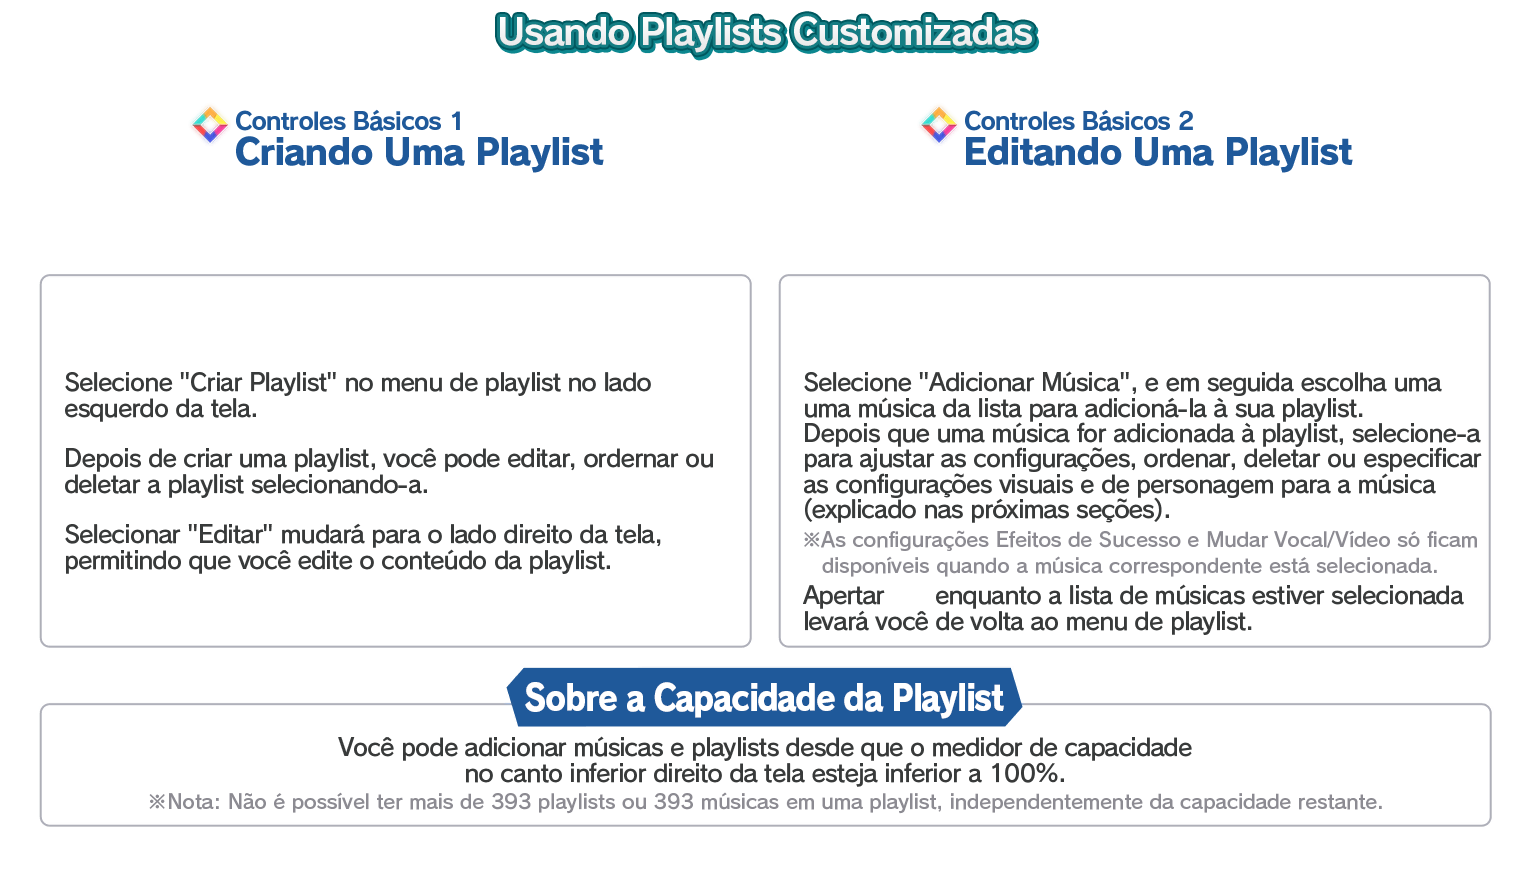 Usando Playlists Customizadas
Controles Básicos 1
Criando Uma Playlist
Selecione "Criar Playlist" no menu de playlist no lado
esquerdo da tela.
Depois de criar uma playlist, você pode editar, ordernar ou
deletar a playlist selecionando-a.
Selecionar "Editar" mudará para o lado direito da tela,
permitindo que você edite o conteúdo da playlist.
Controles Básicos 2
Editando Uma Playlist
Selecione "Adicionar Música", e em seguida escolha uma
uma música da lista para adicioná-la à sua playlist.
Depois que uma música for adicionada à playlist, selecione-a
para ajustar as configurações, ordenar, deletar ou especificar
as configurações visuais e de personagem para a música
(explicado nas próximas seções).
※As configurações Efeitos de Sucesso e Mudar Vocal/Vídeo só ficam
disponíveis quando a música correspondente está selecionada.
Apertar enquanto a lista de músicas estiver selecionada
levará você de volta ao menu de playlist.
Sobre a Capacidade da Playlist
Você pode adicionar músicas e playlists desde que o medidor de capacidade
no canto inferior direito da tela esteja inferior a 100%.
※Nota: Não é possível ter mais de 393 playlists ou 393 músicas em uma playlist, independentemente da capacidade restante.